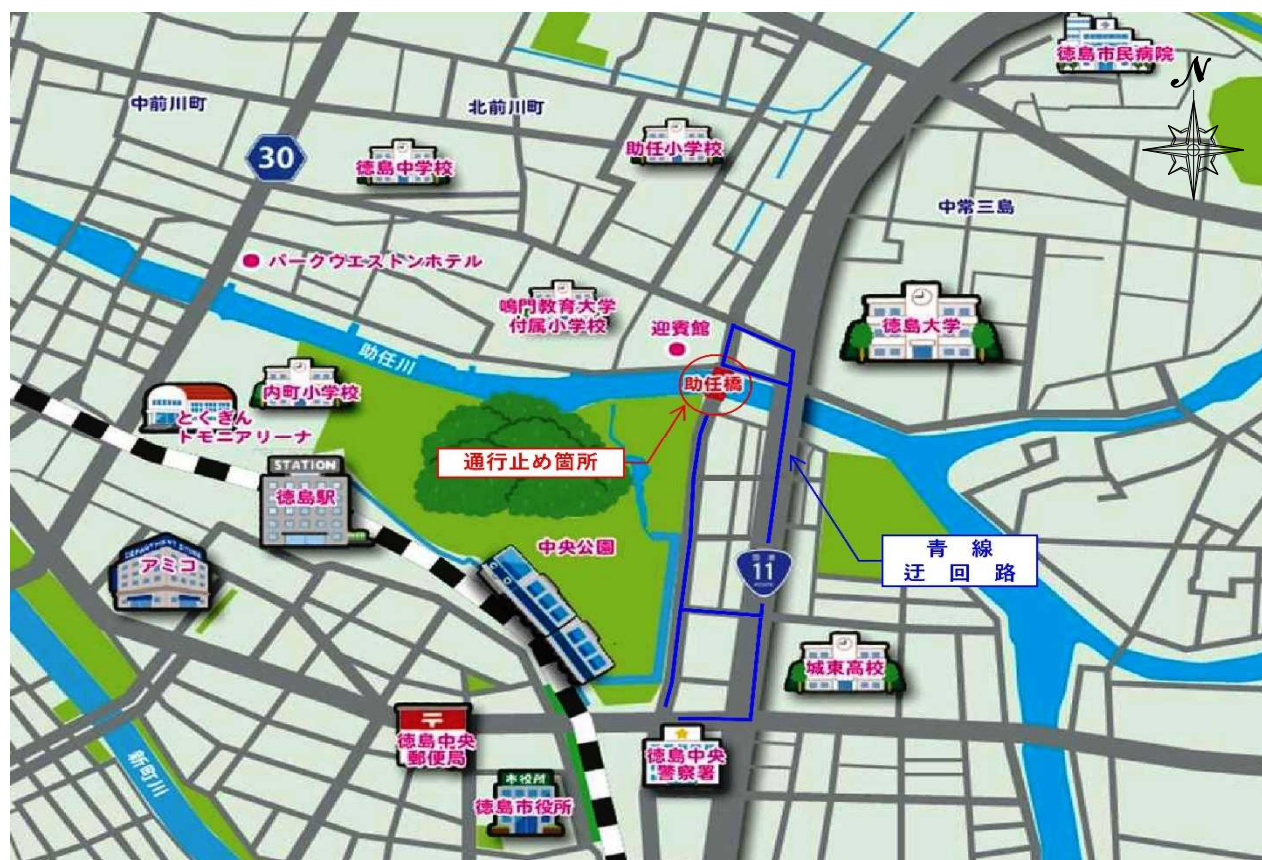 徳島市民病院
N
中前川町
北前川町
30
徳島中学校
助任小学校
中常三島
パークウエストンホテル
鳴門教育大学
付属小学校
迎賓館
徳島大学
助任川
助任橋
内町小学校
とくぎん
トモニアリーナ
通行止め箇所
STATION
徳島駅
中央公園
青線
迂回路
国道
11
ROUTE
DEPARTMENT STORE
アミコ
城東高校
徳島中央
郵便局
徳島中央
警察署
新町川
市役所
徳島市役所